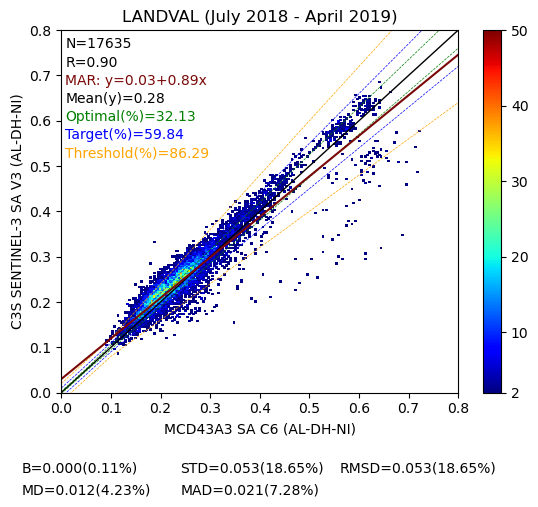 LANDVAL (July 2018 - April 2019)
N=17635
R=0.90
MAR: y=0.03+0.89x
Mean(y)=0.28
Optimal(%)=32.13
Target(%)=59.84
Threshold(%)=86.29
C3S SENTINEL-3 SA V3 (AL-DH-NI)
0.8
0.7
0.6
0.5
0.4
0.3
0.2
0.1
0.0
0.0 0.1 0.2 0.3 0.4 0.5 0.6 0.7 0.8
MCD43A3 SA C6 (AL-DH-NI)
50
40
30
20
10
2
B=0.000(0.11%) STD=0.053(18.65%) RMSD=0.053(18.65%)
MD=0.012(4.23%) MAD=0.021(7.28%)